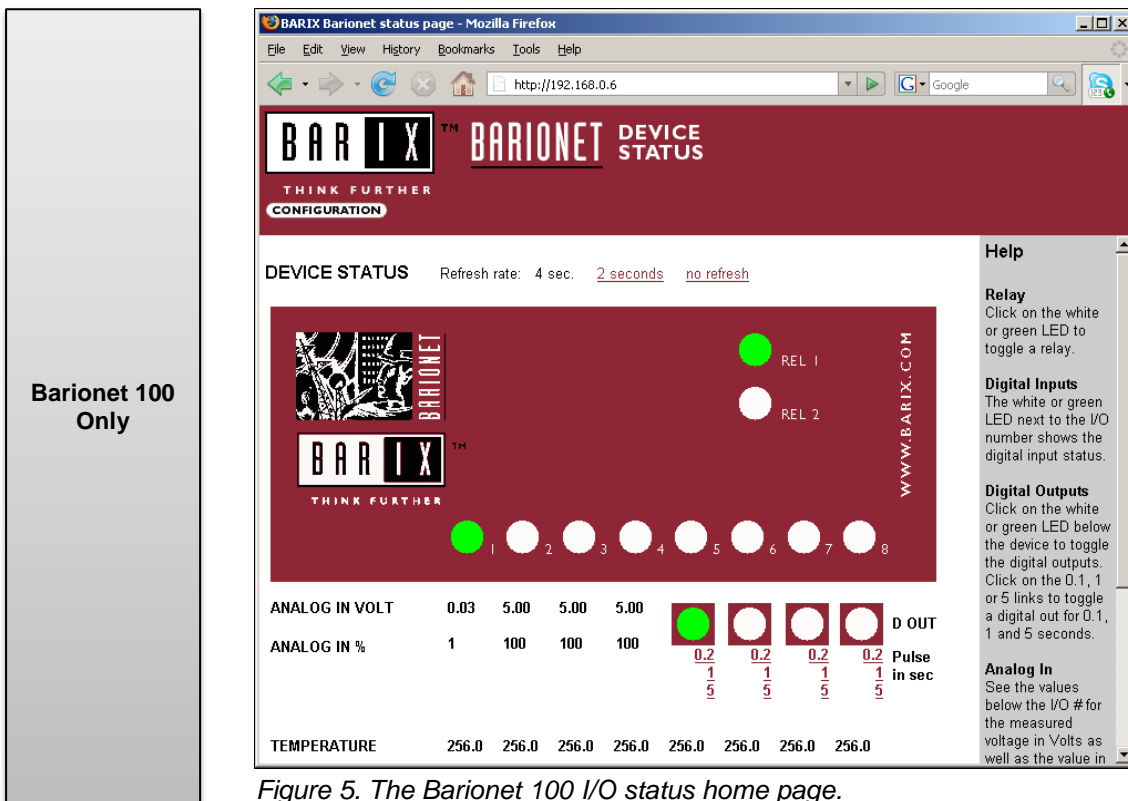 Barionet 100
Only
BARIX Barionet status page - Mozilla Firefox
File Edit View History Bookmarks Tools Help
http://192.168.0.6
G Google
123
BARIX™ BARIONET DEVICE
STATUS
THINK FURTHER
CONFIGURATION
DEVICE STATUS Refresh rate: 4 sec. 2 seconds no refresh
BARIONET
BARIX™
THINK FURTHER
REL 1
REL 2
WWW.BARIX.COM
1 2 3 4 5 6 7 8
ANALOG IN VOLT 0.03 5.00 5.00 5.00
D OUT
ANALOG IN % 1 100 100 100
0.2 0.2 0.2 0.2 Pulse
1 1 1 1 in sec
5 5 5 5
TEMPERATURE 256.0 256.0 256.0 256.0 256.0 256.0 256.0 256.0
Help
Relay
Click on the white
or green LED to
toggle a relay.
Digital Inputs
The white or green
LED next to the I/O
number shows the
digital input status.
Digital Outputs
Click on the white
or green LED below
the device to toggle
the digital outputs.
Click on the 0.1, 1
or 5 links to toggle
a digital out for 0.1,
1 and 5 seconds.
Analog In
See the values
below the I/O # for
the measured
voltage in Volts as
well as the value in
Figure 5. The Barionet 100 I/O status home page.